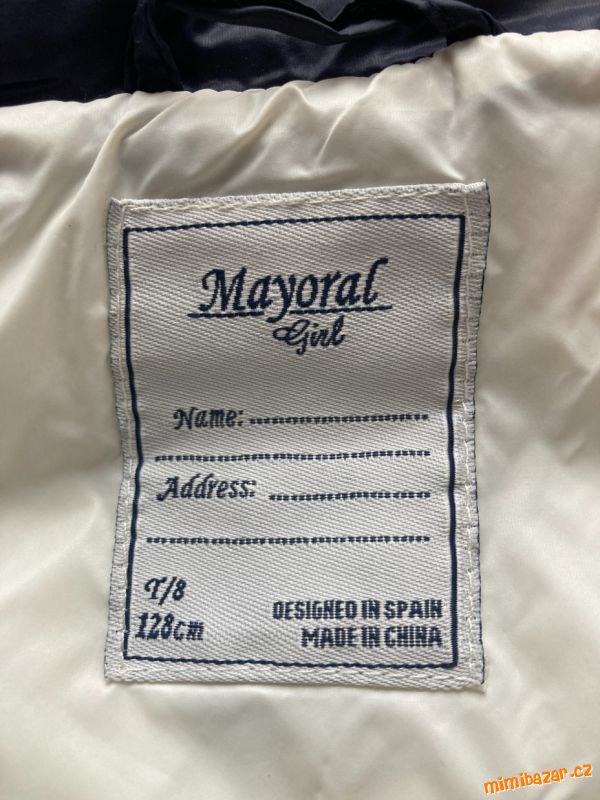 Mayoral
Girl
Name:
Address:
T/8
128cm
DESIGNED IN SPAIN
MADE IN CHINA
mimibazar.cz